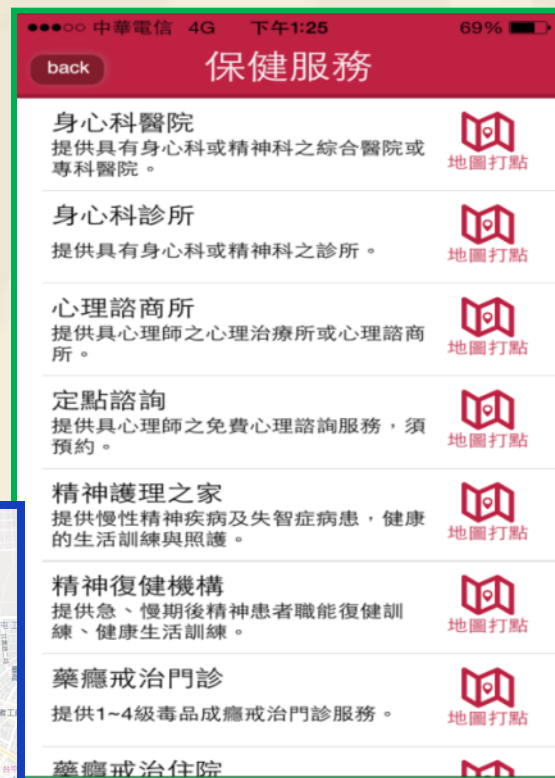 中華電信 4G 下午1:25 69%
back 保健服務
身心科醫院
提供具有身心科或精神科之綜合醫院或
專科醫院。
地圖打點
身心科診所
提供具有身心科或精神科之診所。
地圖打點
心理諮商所
提供具心理師之心理治療所或心理諮商
所。
地圖打點
定點諮詢
提供具心理師之免費心理諮詢服務，須
預約。
地圖打點
精神護理之家
提供慢性精神疾病及失智症病患，健康
的生活訓練與照護。
地圖打點
精神復健機構
提供急、慢期後精神患者職能復健訓
練、健康生活訓練。
地圖打點
藥癮戒治門診
提供1~4級毒品成癮戒治門診服務。
地圖打點
藥癮戒治住院